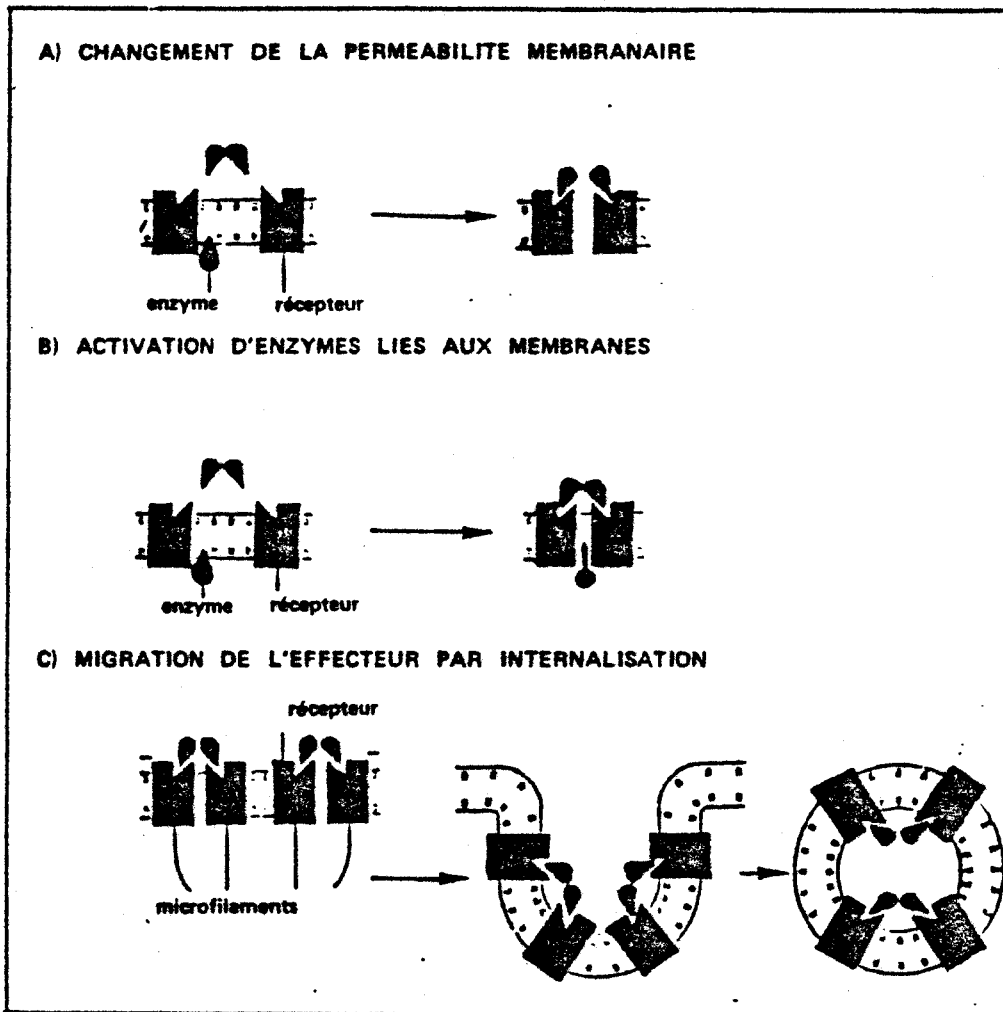 A) CHANGEMENT DE LA PERMEABILITE MEMBRANAIRE
enzyme récepteur
B) ACTIVATION D'ENZYMES LIES AUX MEMBRANES
enzyme récepteur
C) MIGRATION DE L'EFFECTEUR PAR INTERNALISATION
récepteur
microfilaments